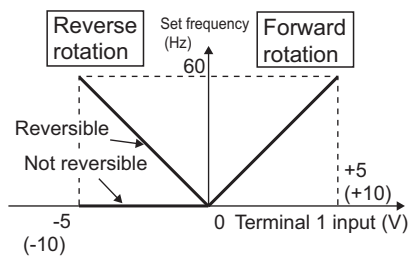 Reverse
rotation
Set frequency
(Hz)
Forward
rotation
60
Reversible
Not reversible
+5
(+10)
-5
(-10)
0 Terminal 1 input (V)